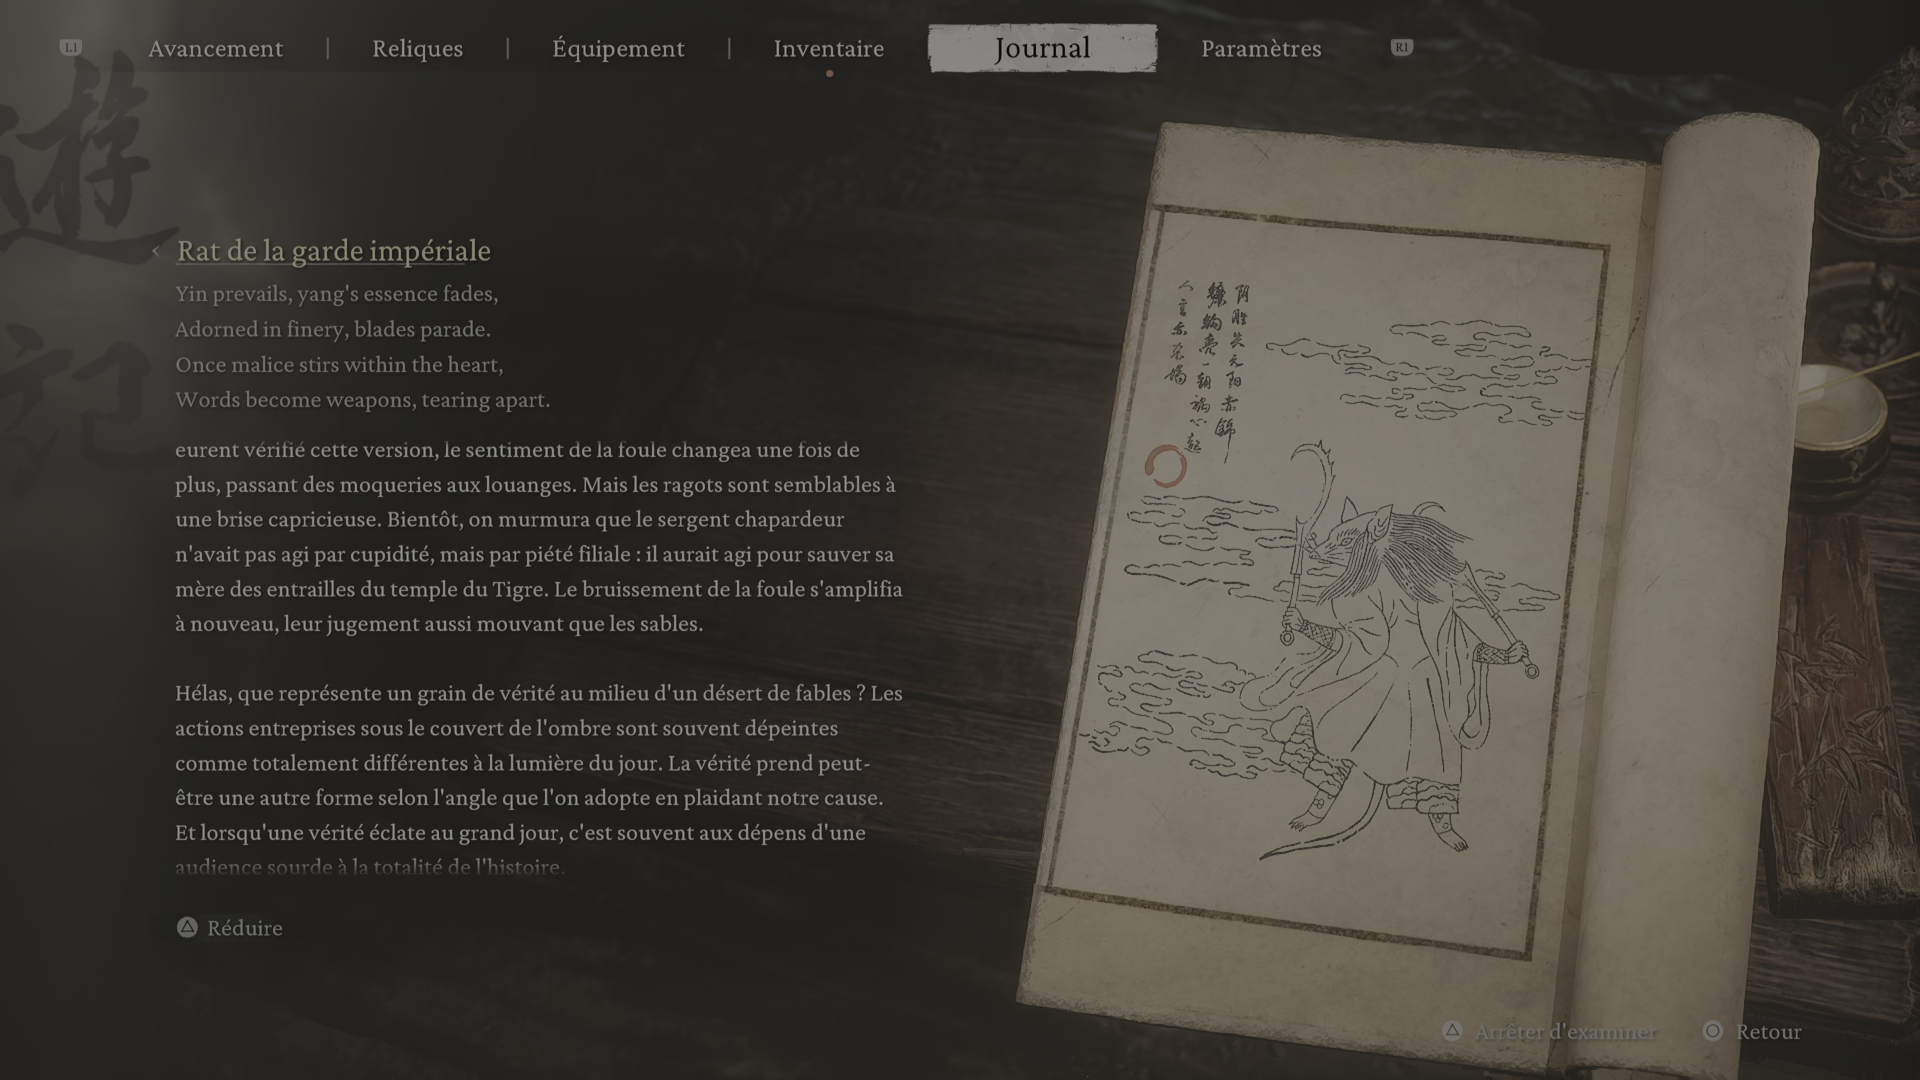 L1
Avancement | Reliques | Équipement | Inventaire Journal Paramètres
R1
遊記
Rat de la garde impériale
Yin prevails, yang's essence fades,
Adorned in finery, blades parade.
Once malice stirs within the heart,
Words become weapons, tearing apart.
eurent vérifié cette version, le sentiment de la foule changea une fois de
plus, passant des moqueries aux louanges. Mais les ragots sont semblables à
une brise capricieuse. Bientôt, on murmura que le sergent chapardeur
n'avait pas agi par cupidité, mais par piété filiale : il aurait agi pour sauver sa
mère des entrailles du temple du Tigre. Le bruissement de la foule s'amplifia
à nouveau, leur jugement aussi mouvant que les sables.
Hélas, que représente un grain de vérité au milieu d'un désert de fables ? Les
actions entreprises sous le couvert de l'ombre sont souvent dépeintes
comme totalement différentes à la lumière du jour. La vérité prend peut-
être une autre forme selon l'angle que l'on adopte en plaidant notre cause.
Et lorsqu'une vérité éclate au grand jour, c'est souvent aux dépens d'une
audience sourde à la totalité de l'histoire.
Réduire
Arrêter d'examiner
Retour